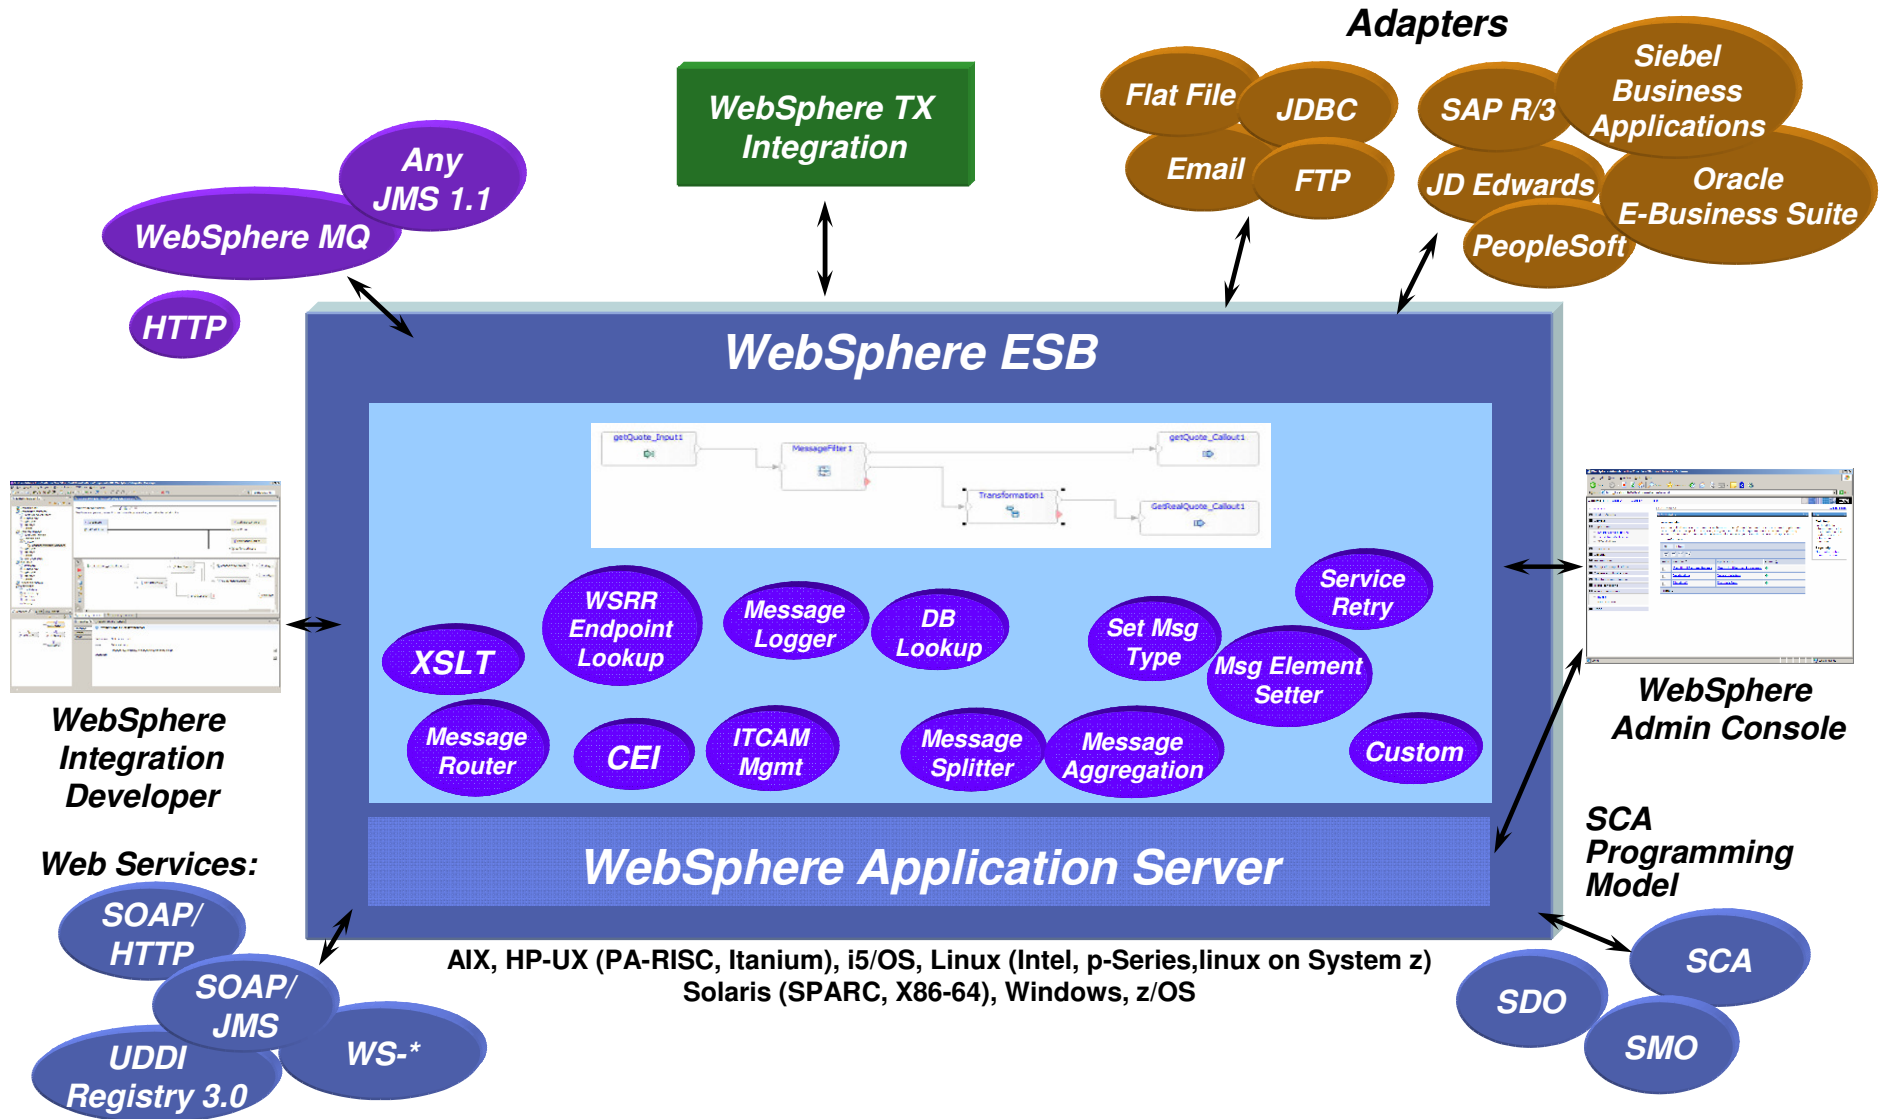 Adapters
Flat File
JDBC
Email
FTP
SAP R/3
Siebel
Business
Applications
JD Edwards
Oracle
E-Business Suite
PeopleSoft
WebSphere TX
Integration
Any
JMS 1.1
WebSphere MQ
HTTP
WebSphere ESB
getQuote_Input1
MessageFilter1
getQuote_Callout1
Transformation1
GetRealQuote_Callout1
XSLT
WSRR
Endpoint
Lookup
Message
Logger
DB
Lookup
Set Msg
Type
Service
Retry
Msg Element
Setter
Message
Router
CEI
ITCAM
Mgmt
Message
Splitter
Message
Aggregation
Custom
WebSphere Application Server
WebSphere
Integration
Developer
WebSphere
Admin Console
Web Services:
SOAP/
HTTP
SOAP/
JMS
UDDI
Registry 3.0
WS-*
SCA
Programming
Model
SCA
SDO
SMO
AIX, HP-UX (PA-RISC, Itanium), i5/OS, Linux (Intel, p-Series,linux on System z)
Solaris (SPARC, X86-64), Windows, z/OS